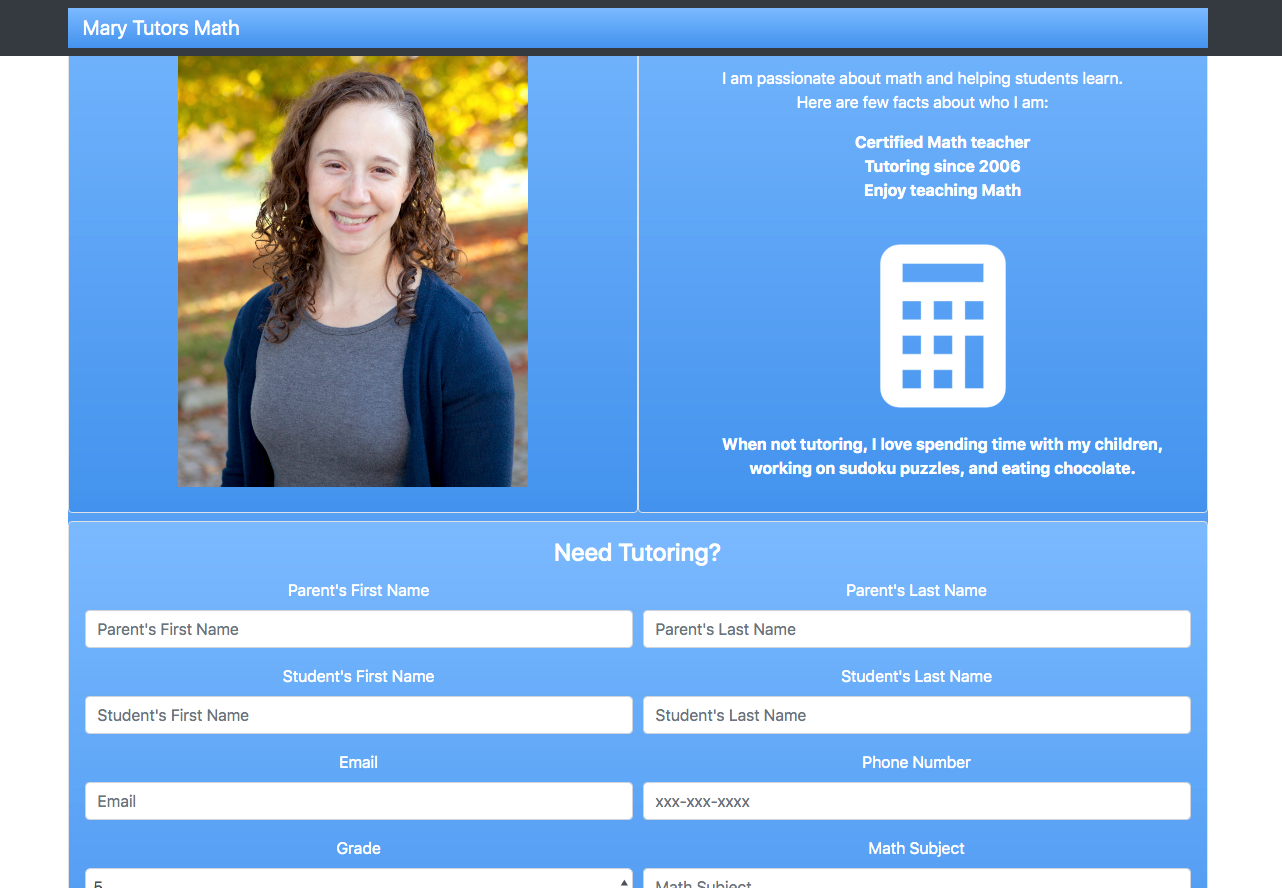 Mary Tutors Math
I am passionate about math and helping students learn.
Here are few facts about who I am:
Certified Math teacher
Tutoring since 2006
Enjoy teaching Math
When not tutoring, I love spending time with my children,
working on sudoku puzzles, and eating chocolate.
Need Tutoring?
Parent's First Name
Parent's Last Name
Parent's First Name
Parent's Last Name
Student's First Name
Student's Last Name
Student's First Name
Student's Last Name
Email
Phone Number
Email
xxx-xxx-xxxx
Grade
Math Subject
5
Math Subject